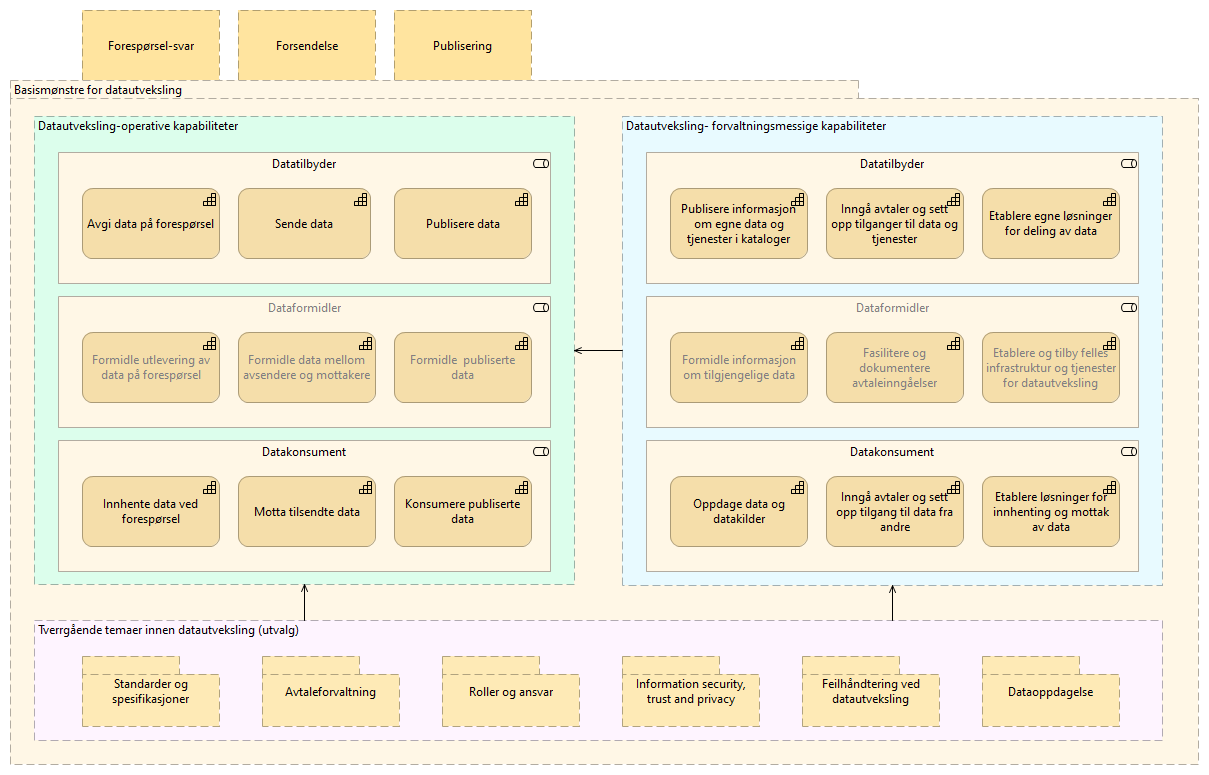 Forespørsel-svar
Forsendelse
Publisering
Basismønstre for datautveksling
Datautveksling-operative kapabiliteter
Datatilbyder
Avgi data på forespørsel
Sende data
Publisere data
Dataformidler
Formidle utlevering av
data på forespørsel
Formidle data mellom
avsendere og mottakere
Formidle  publiserte
data
Datakonsument
Innhente data ved
forespørsel
Motta tilsendte data
Konsumere publiserte
data
Datautveksling- forvaltningsmessige kapabiliteter
Datatilbyder
Publisere informasjon
om egne data og
tjenester i kataloger
Inngå avtaler og sett
opp tilganger til data og
tjenester
Etablere egne løsninger
for deling av data
Dataformidler
Formidle informasjon
om tilgjengelige data
Fasilitere og
dokumentere
avtaleinngåelser
Etablere og tilby felles
infrastruktur og tjenester
for datautveksling
Datakonsument
Oppdage data og
datakilder
Inngå avtaler og sett
opp tilgang til data fra
andre
Etablere løsninger for
innhenting og mottak
av data
Tverrgående temaer innen datautveksling (utvalg)
Standarder og
spesifikasjoner
Avtaleforvaltning
Roller og ansvar
Information security,
trust and privacy
Feilhåndtering ved
datautveksling
Dataoppdagelse